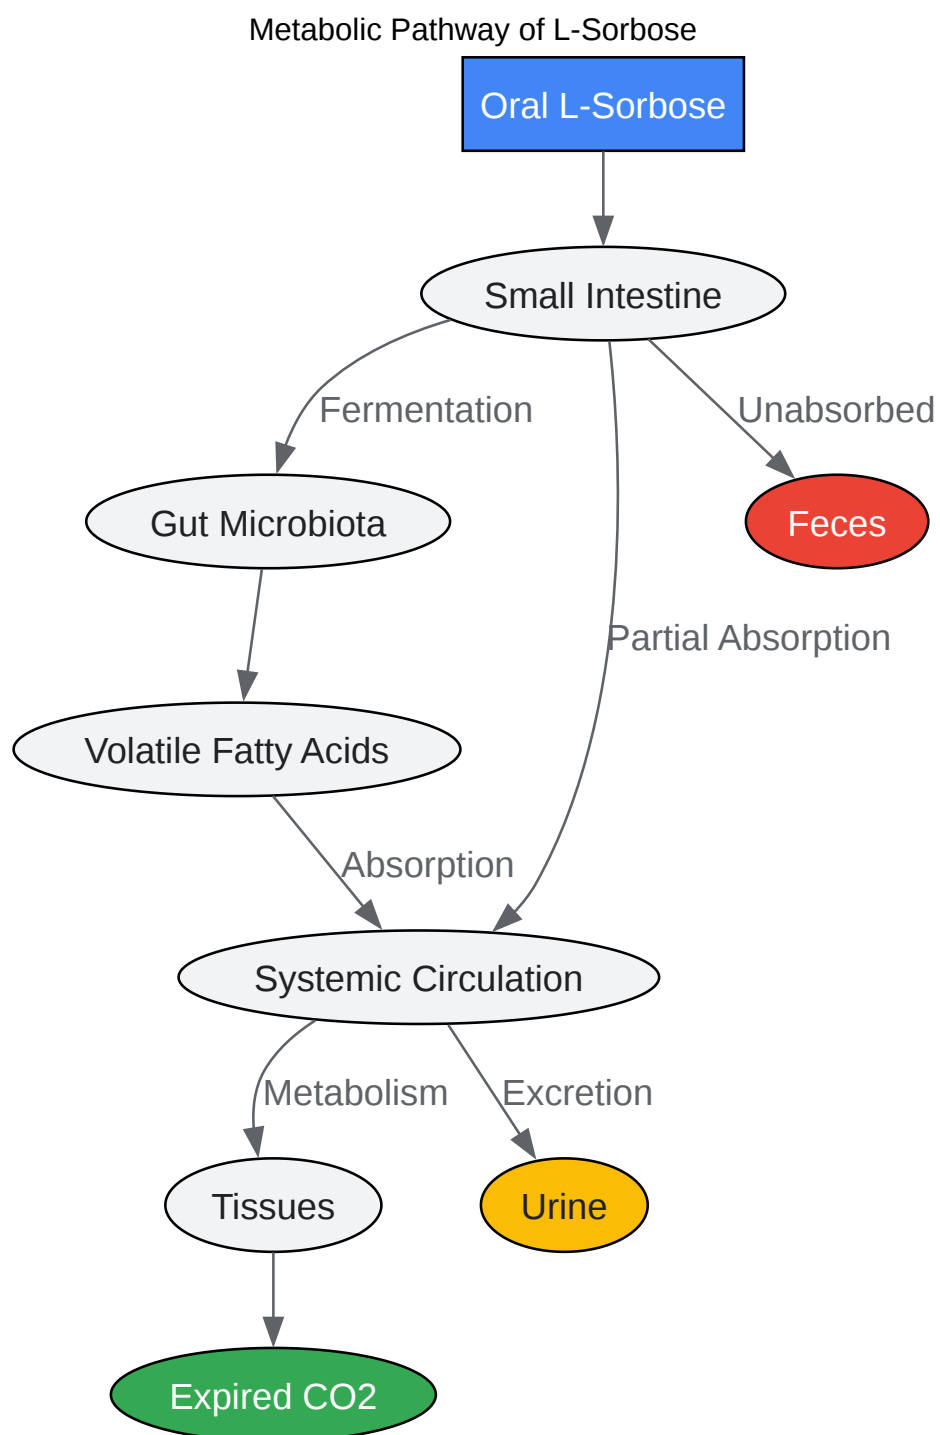 Metabolic Pathway of L-Sorbose
Oral L-Sorbose
Small Intestine
Fermentation
Unabsorbed
Gut Microbiota
Feces
Partial Absorption
Volatile Fatty Acids
Absorption
Systemic Circulation
Metabolism
Excretion
Tissues
Urine
Expired CO2